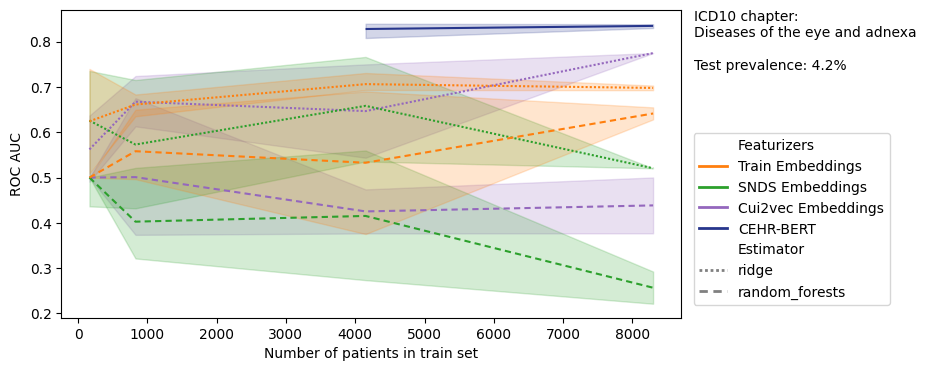 ICD10 chapter:
Diseases of the eye and adnexa
Test prevalence: 4.2%
ROC AUC
0.8
0.7
0.6
0.5
0.4
0.3
0.2
0 1000 2000 3000 4000 5000 6000 7000 8000
Number of patients in train set
Featurizers
Train Embeddings
SNDS Embeddings
Cui2vec Embeddings
CEHR-BERT
Estimator
ridge
random_forests